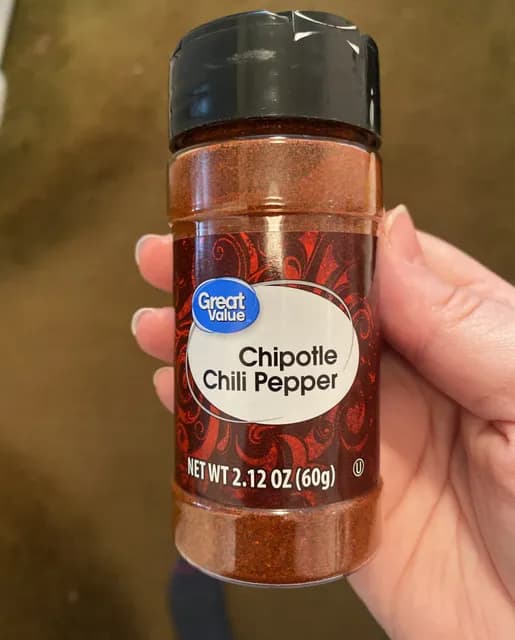 Great
Value
Chipotle
Chili Pepper
NET WT 2.12 OZ (60g)
U